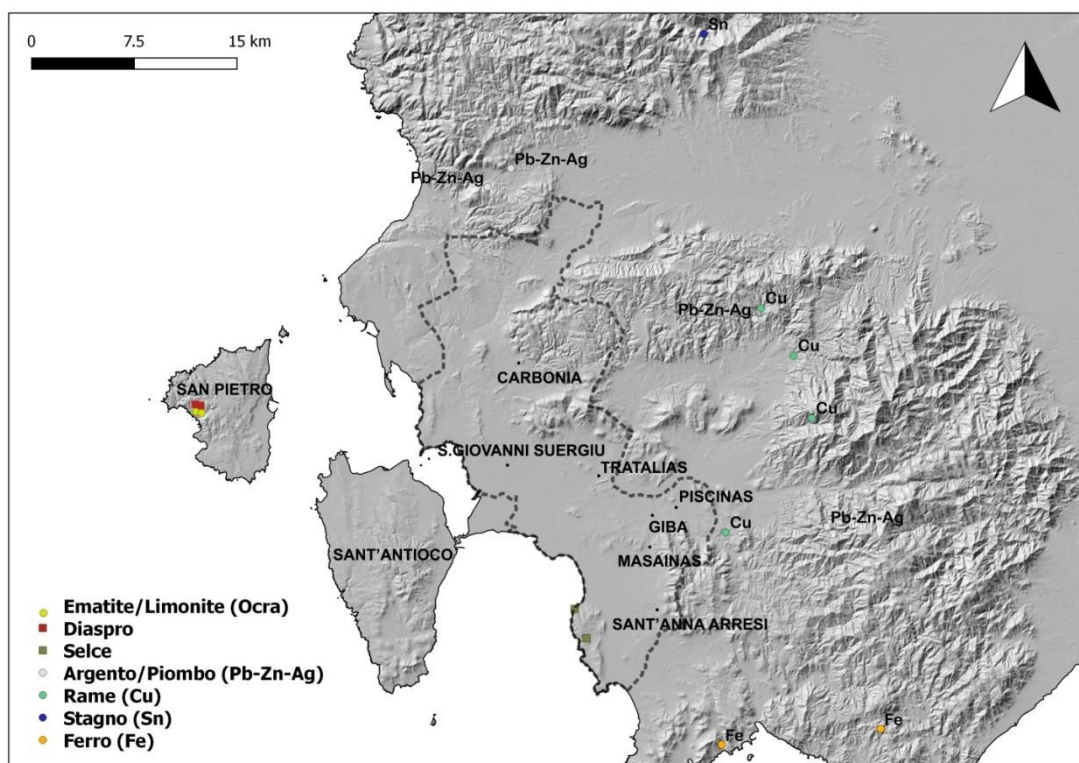 0 7.5 15 km
Sn
Pb-Zn-Ag
Pb-Zn-Ag
Cu
Pb-Zn-Ag
Cu
CARBONIA
SAN PIETRO
Cu
S.GIOVANNI SUERGIU
TRATALIAS
PISCINAS
Pb-Zn-Ag
GIBA
Cu
SANT'ANTIOCO
MASAINAS
SANT'ANNA ARRESI
Ematite/Limonite (Ocra)
Diaspro
Selce
Argento/Piombo (Pb-Zn-Ag)
Rame (Cu)
Stagno (Sn)
Ferro (Fe)
Fe
Fe